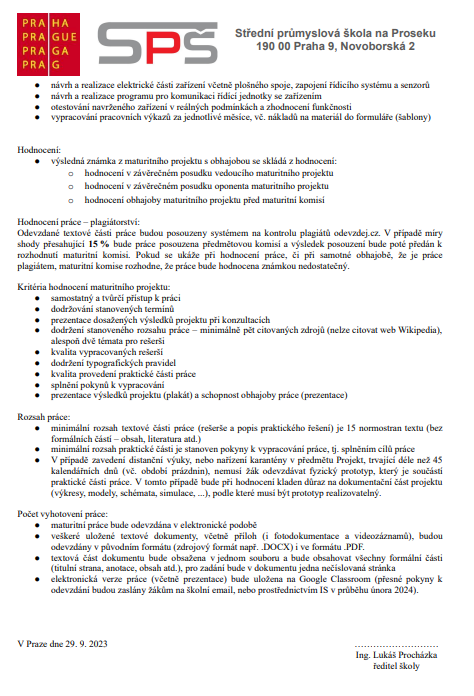 PRA HA
PRA GUE
PRA GA
PRA G
SPŠ
Střední průmyslová škola na Proseku
190 00 Praha 9, Novoborská 2
● návrh a realizace elektrické části zařízení včetně plošného spoje, zapojení řídicího systému a senzorů
● návrh a realizace programu pro komunikaci řídící jednotky se zařízením
● otestování navrženého zařízení v reálných podmínkách a zhodnocení funkčnosti
● vypracování pracovních výkazů za jednotlivé měsíce, vč. nákladů na materiál do formuláře (šablony)
Hodnocení:
● výsledná známka z maturitního projektu s obhajobou se skládá z hodnocení:
○ hodnocení v závěrečném posudku vedoucího maturitního projektu
○ hodnocení v závěrečném posudku oponenta maturitního projektu
○ hodnocení obhajoby maturitního projektu před maturitní komisí
Hodnocení práce – plagiátorství:
Odevzdané textové části práce budou posouzeny systémem na kontrolu plagiátů odevzdej.cz. V případě míry
shody přesahující 15 % bude práce posouzena předmětovou komisí a výsledek posouzení bude poté předán k
rozhodnutí maturitní komisi. Pokud se ukáže při hodnocení práce, či při samotné obhajobě, že je práce
plagiátem, maturitní komise rozhodne, že práce bude hodnocena známkou nedostatečný.
Kritéria hodnocení maturitního projektu:
● samostatný a tvůrčí přístup k práci
● dodržování stanovených termínů
● prezentace dosažených výsledků projektu při konzultacích
● dodržení stanoveného rozsahu práce – minimálně pět citovaných zdrojů (nelze citovat web Wikipedia),
alespoň dvě témata pro rešerši
● kvalita vypracovaných rešerší
● dodržení typografických pravidel
● kvalita provedení praktické části práce
● splnění pokynů k vypracování
● prezentace výsledků projektu (plakát) a schopnost obhajoby práce (prezentace)
Rozsah práce:
● minimální rozsah textové části práce (rešerše a popis praktického řešení) je 15 normostran textu (bez
formálních částí – obsah, literatura atd.)
● minimální rozsah praktické části je stanoven pokyny k vypracování práce, tj. splněním cílů práce
● V případě zavedení distanční výuky, nebo nařízení karantény v předmětu Projekt, trvající déle než 45
kalendářních dnů (vč. období prázdnin), nemusí žák odevzdávat fyzický prototyp, který je součástí
praktické části práce. V tomto případě bude při hodnocení kladen důraz na dokumentační část projektu
(výkresy, modely, schémata, simulace, ...), podle které musí být prototyp realizovatelný.
Počet vyhotovení práce:
● maturitní práce bude odevzdána v elektronické podobě
● veškeré uložené textové dokumenty, včetně příloh (i fotodokumentace a videozáznamů), budou
odevzdány v původním formátu (zdrojový formát např. .DOCX) i ve formátu .PDF.
● textová část dokumentu bude obsažena v jednom souboru a bude obsahovat všechny formální části
(titulní strana, anotace, obsah atd.), pro zadání bude v dokumentu jedna nečíslovaná strana
● elektronická verze práce (včetně prezentace) bude uložena na Google Classroom (přesné pokyny k
odevzdání budou zaslány žákům na školní email, nebo prostřednictvím IS v průběhu února 2024).
V Praze dne 29. 9. 2023
……………………
Ing. Lukáš Procházka
ředitel školy